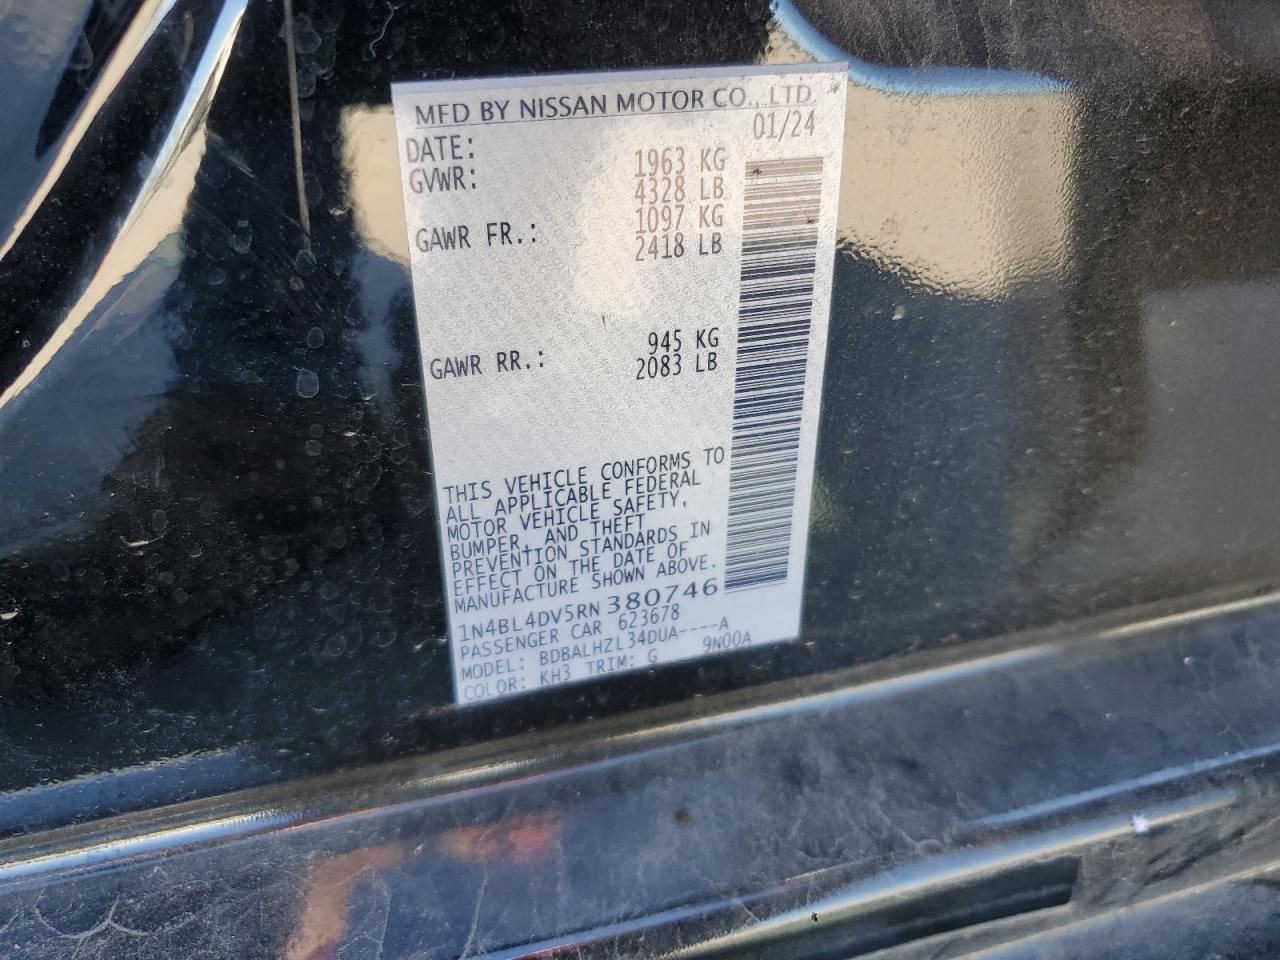 MFD BY NISSAN MOTOR CO., LTD.
DATE: 01/24
GVWR: 1963 KG
4328 LB
GAWR FR.: 1097 KG
2418 LB
GAWR RR.: 945 KG
2083 LB
THIS VEHICLE CONFORMS TO
ALL APPLICABLE FEDERAL
MOTOR VEHICLE SAFETY,
BUMPER, AND THEFT
PREVENTION STANDARDS IN
EFFECT ON THE DATE OF
MANUFACTURE SHOWN ABOVE.
1N4BL4DV5RN380746
PASSENGER CAR 623678
MODEL: BDBALHZL34DUA----A
COLOR: KH3 TRIM: G 9N00A